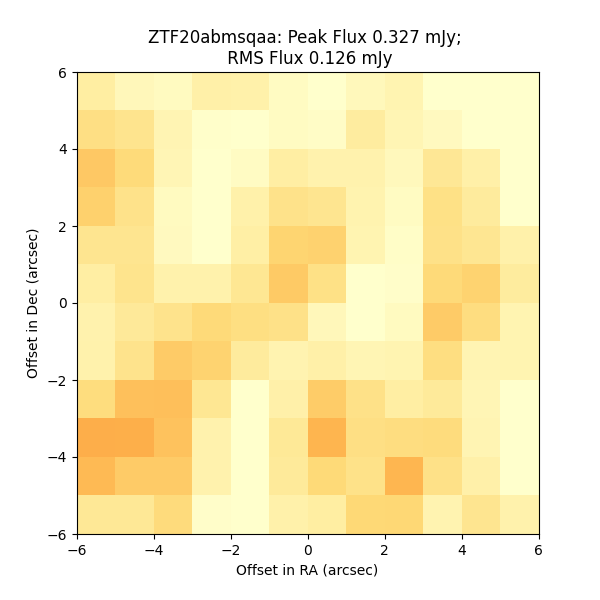 ZTF20abmsqaa: Peak Flux 0.327 mJy;
RMS Flux 0.126 mJy
6
4
2
0
−2
−4
−6
Offset in Dec (arcsec)
−6 −4 −2 0 2 4 6
Offset in RA (arcsec)